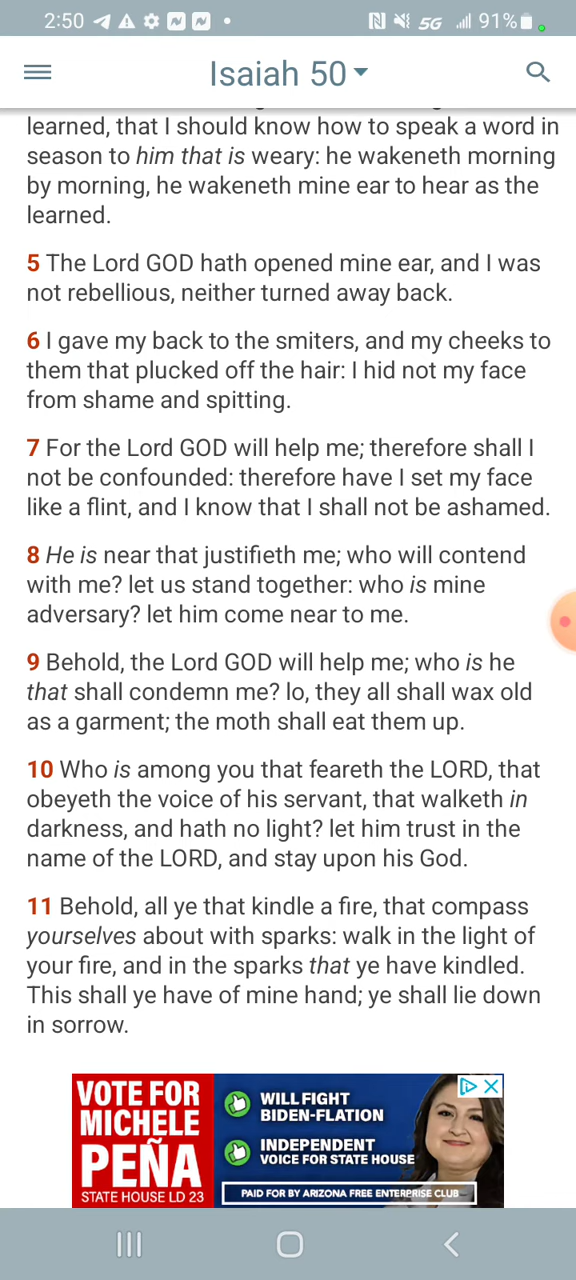 2:50
5G
91%
Isaiah 50
learned, that I should know how to speak a word in
season to him that is weary: he wakeneth morning
by morning, he wakeneth mine ear to hear as the
learned.
5 The Lord GOD hath opened mine ear, and I was
not rebellious, neither turned away back.
6 I gave my back to the smiters, and my cheeks to
them that plucked off the hair: I hid not my face
from shame and spitting.
7 For the Lord GOD will help me; therefore shall I
not be confounded: therefore have I set my face
like a flint, and I know that I shall not be ashamed.
8 He is near that justifieth me; who will contend
with me? let us stand together: who is mine
adversary? let him come near to me.
9 Behold, the Lord GOD will help me; who is he
that shall condemn me? lo, they all shall wax old
as a garment; the moth shall eat them up.
10 Who is among you that feareth the LORD, that
obeyeth the voice of his servant, that walketh in
darkness, and hath no light? let him trust in the
name of the LORD, and stay upon his God.
11 Behold, all ye that kindle a fire, that compass
yourselves about with sparks: walk in the light of
your fire, and in the sparks that ye have kindled.
This shall ye have of mine hand; ye shall lie down
in sorrow.
VOTE FOR
MICHELE
PEÑA
STATE HOUSE LD 23
WILL FIGHT
BIDEN-FLATION
INDEPENDENT
VOICE FOR STATE HOUSE
PAID FOR BY ARIZONA FREE ENTERPRISE CLUB